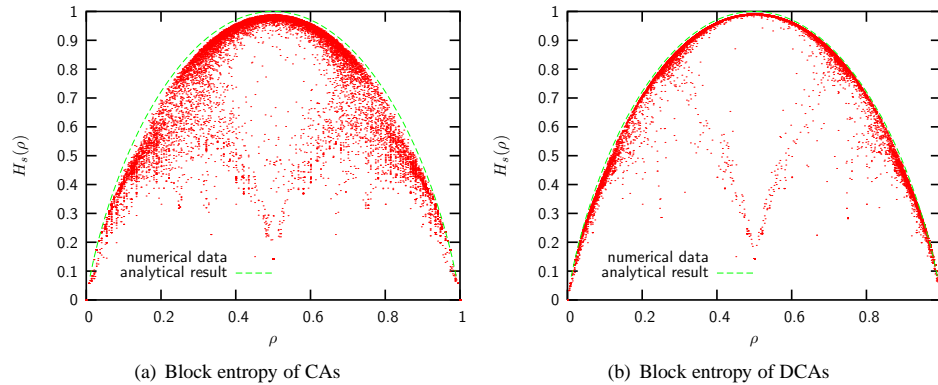 1
0.9
0.8
0.7
0.6
0.5
0.4
0.3
0.2
0.1
0
H_s(ρ)
numerical data
analytical result
0 0.2 0.4 0.6 0.8 1
ρ
(a) Block entropy of CAs
1
0.9
0.8
0.7
0.6
0.5
0.4
0.3
0.2
0.1
0
H_s(ρ)
numerical data
analytical result
0 0.2 0.4 0.6 0.8
ρ
(b) Block entropy of DCAs